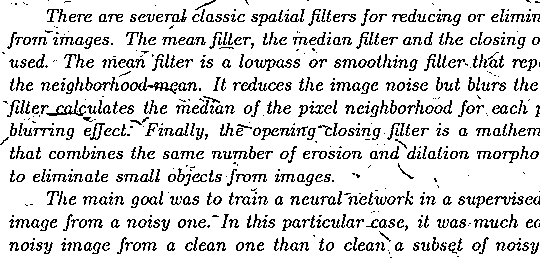 There are several classic spatial filters for reducing or elimin
from images. The mean filter, the median filter and the closing o
used. The mean filter is a lowpass or smoothing filter that rep
the neighborhood mean. It reduces the image noise but blurs the
filter calculates the median of the pixel neighborhood for each p
blurring effect. Finally, the opening closing filter is a mathem
that combines the same number of erosion and dilation morpho
to eliminate small objects from images.
The main goal was to train a neural network in a supervised
image from a noisy one. In this particular case, it was much ea
noisy image from a clean one than to clean a subset of noisy